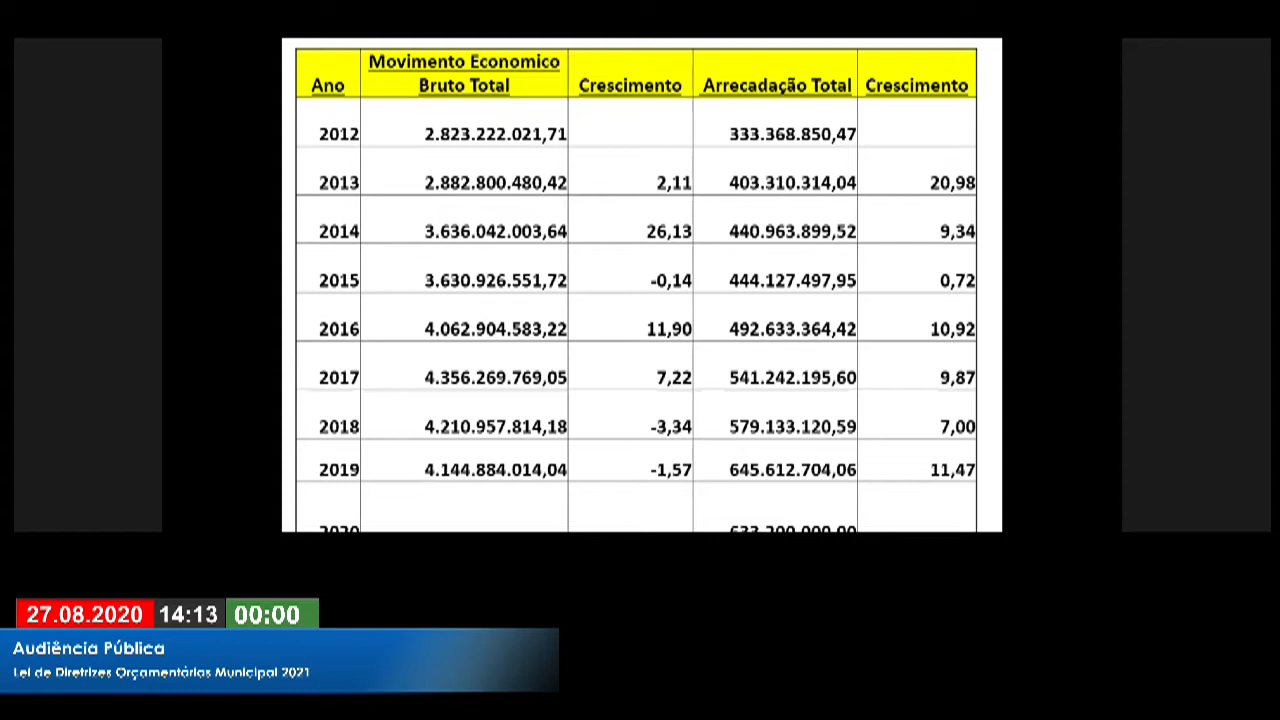 Ano Movimento Economico Bruto Total Crescimento Arrecadação Total Crescimento
2012 2.823.222.021,71 333.368.850,47
2013 2.882.800.480,42 2,11 403.310.314,04 20,98
2014 3.636.042.003,64 26,13 440.963.899,52 9,34
2015 3.630.926.551,72 -0,14 444.127.497,95 0,72
2016 4.062.904.583,22 11,90 492.633.364,42 10,92
2017 4.356.269.769,05 7,22 541.242.195,60 9,87
2018 4.210.957.814,18 -3,34 579.133.120,59 7,00
2019 4.144.884.014,04 -1,57 645.612.704,06 11,47
2020
27.08.2020 14:13 00:00
Audiência Pública
Lei de Diretrizes Orçamentárias Municipal 2021